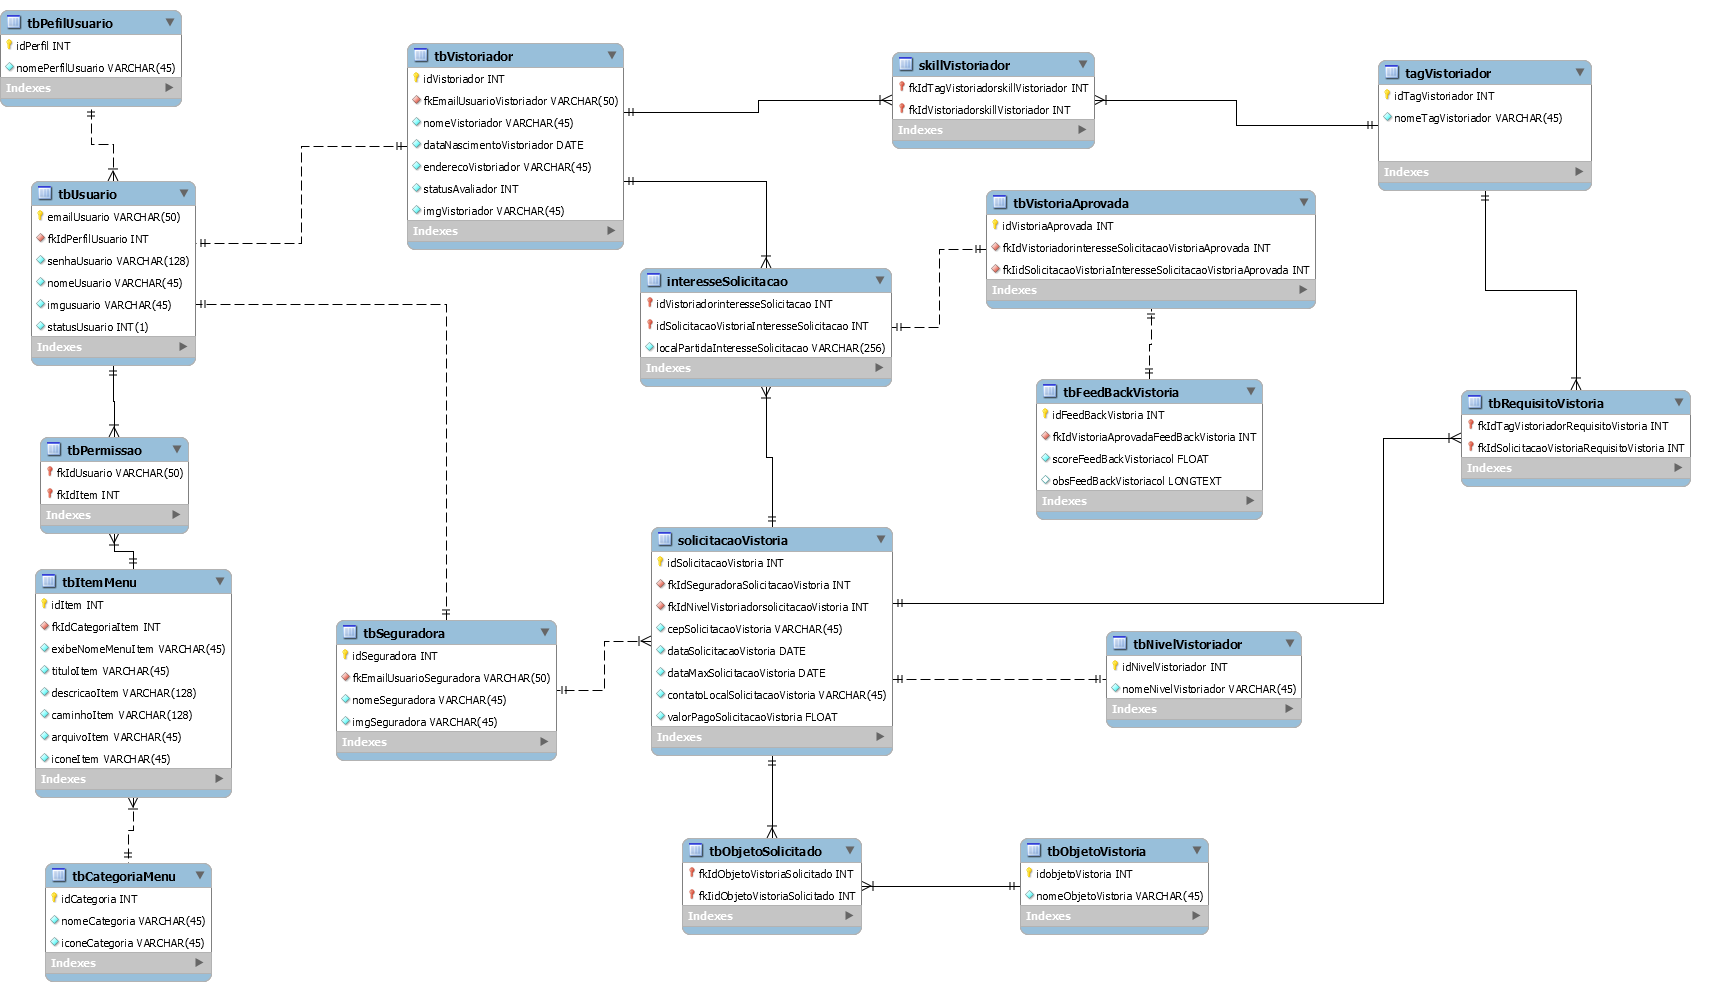 tbPefilUsuario
idPerfil INT
nomePerfilUsuario VARCHAR(45)
Indexes
tbUsuario
emailUsuario VARCHAR(50)
fkIdPerfilUsuario INT
senhaUsuario VARCHAR(128)
nomeUsuario VARCHAR(45)
imgusuario VARCHAR(45)
statusUsuario INT(1)
Indexes
tbPermissao
fkIdUsuario VARCHAR(50)
fkIdItem INT
Indexes
tbItemMenu
idItem INT
fkIdCategoriaItem INT
exibeNomeMenuItem VARCHAR(45)
tituloItem VARCHAR(45)
descricaoItem VARCHAR(128)
caminhoItem VARCHAR(128)
arquivoItem VARCHAR(45)
iconeItem VARCHAR(45)
Indexes
tbCategoriaMenu
idCategoria INT
nomeCategoria VARCHAR(45)
iconeCategoria VARCHAR(45)
Indexes
tbVistoriador
idVistoriador INT
fkEmailUsuarioVistoriador VARCHAR(50)
nomeVistoriador VARCHAR(45)
dataNascimentoVistoriador DATE
enderecoVistoriador VARCHAR(45)
statusAvaliador INT
imgVistoriador VARCHAR(45)
Indexes
tbSeguradora
idSeguradora INT
fkEmailUsuarioSeguradora VARCHAR(50)
nomeSeguradora VARCHAR(45)
imgSeguradora VARCHAR(45)
Indexes
interesseSolicitacao
idVistoriadorinteresseSolicitacao INT
idSolicitacaoVistoriaInteresseSolicitacao INT
localPartidaInteresseSolicitacao VARCHAR(256)
Indexes
solicitacaoVistoria
idSolicitacaoVistoria INT
fkIdSeguradoraSolicitacaoVistoria INT
fkIdNivelVistoriadorsolicitacaoVistoria INT
cepSolicitacaoVistoria VARCHAR(45)
dataSolicitacaoVistoria DATE
dataMaxSolicitacaoVistoria DATE
contatoLocalSolicitacaoVistoria VARCHAR(45)
valorPagoSolicitacaoVistoria FLOAT
Indexes
tbObjetoSolicitado
fkIdObjetoVistoriaSolicitado INT
fkIidObjetoVistoriaSolicitado INT
Indexes
skillVistoriador
fkIdTagVistoriadorskillVistoriador INT
fkIdVistoriadorskillVistoriador INT
Indexes
tbVistoriaAprovada
idVistoriaAprovada INT
fkIdVistoriadorinteresseSolicitacaoVistoriaAprovada INT
fkIidSolicitacaoVistoriaInteresseSolicitacaoVistoriaAprovada INT
Indexes
tbFeedBackVistoria
idFeedBackVistoria INT
fkIdVistoriaAprovadaFeedBackVistoria INT
scoreFeedBackVistoriacol FLOAT
obsFeedBackVistoriacol LONGTEXT
Indexes
tbNivelVistoriador
idNivelVistoriador INT
nomeNivelVistoriador VARCHAR(45)
Indexes
tbObjetoVistoria
idobjetoVistoria INT
nomeObjetoVistoria VARCHAR(45)
Indexes
tagVistoriador
idTagVistoriador INT
nomeTagVistoriador VARCHAR(45)
Indexes
tbRequisitoVistoria
fkIdTagVistoriadorRequisitoVistoria INT
fkIdSolicitacaoVistoriaRequisitoVistoria INT
Indexes